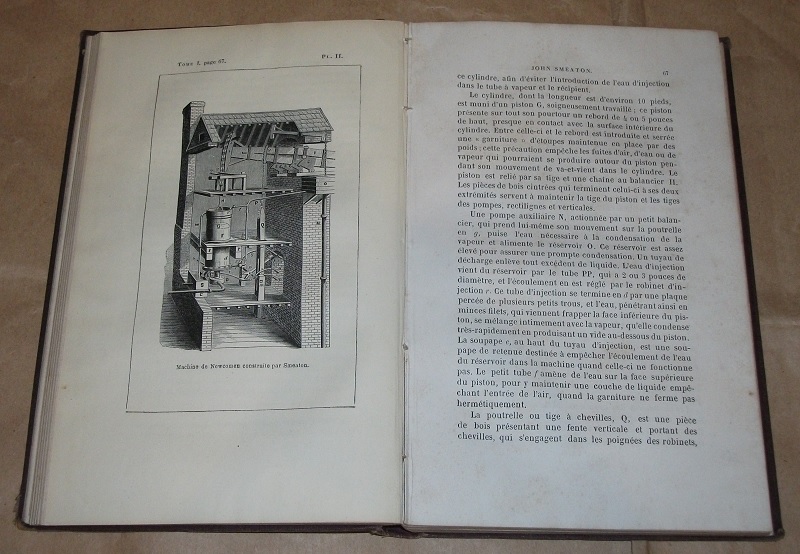 Tome I, page 67.
Pl. II.
Machine de Newcomen construite par Smeaton.
JOHN SMEATON.
67
ce cylindre, afin d'éviter l'introduction de l'eau d'injection
dans le tube à vapeur et le récipient.
Le cylindre, dont la longueur est d'environ 10 pieds,
est muni d'un piston G, soigneusement travaillé ; ce piston
présente sur tout son pourtour un rebord de 4 ou 5 pouces
de haut, presque en contact avec la surface intérieure du
cylindre. Entre celle-ci et le rebord est introduite et serrée
une « garniture » d'étoupes maintenue en place par des
poids ; cette précaution empêche les fuites d'air, d'eau ou de
vapeur qui pourraient se produire autour du piston pen-
dant son mouvement de va-et-vient dans le cylindre. Le
piston est relié par sa tige et une chaîne au balancier H.
Les pièces de bois cintrées qui terminent celui-ci à ses deux
extrémités servent à maintenir la tige du piston et les tiges
des pompes, rectilignes et verticales.
Une pompe auxiliaire N, actionnée par un petit balan-
cier, qui prend lui-même son mouvement sur la poutrelle
en g, puise l'eau nécessaire à la condensation de la
vapeur et alimente le réservoir O. Ce réservoir est assez
élevé pour assurer une prompte condensation. Un tuyau de
décharge enlève tout excédent de liquide. L'eau d'injection
vient du réservoir par le tube PP, qui a 2 ou 3 pouces de
diamètre, et l'écoulement en est réglé par le robinet d'in-
jection r. Ce tube d'injection se termine en d par une plaque
percée de plusieurs petits trous, et l'eau, pénétrant ainsi en
minces filets, qui viennent frapper la face inférieure du pis-
ton, se mélange intimement avec la vapeur, qu'elle condense
très-rapidement en produisant un vide au-dessous du piston.
La soupape e, au haut du tuyau d'injection, est une sou-
pape de retenue destinée à empêcher l'écoulement de l'eau
du réservoir dans la machine quand celle-ci ne fonctionne
pas. Le petit tube f amène de l'eau sur la face supérieure
du piston, pour y maintenir une couche de liquide empê-
chant l'entrée de l'air, quand la garniture ne ferme pas
hermétiquement.
La poutrelle ou tige à chevilles, Q, est une pièce
de bois présentant une fente verticale et portant des
chevilles, qui s'engagent dans les poignées des robinets,